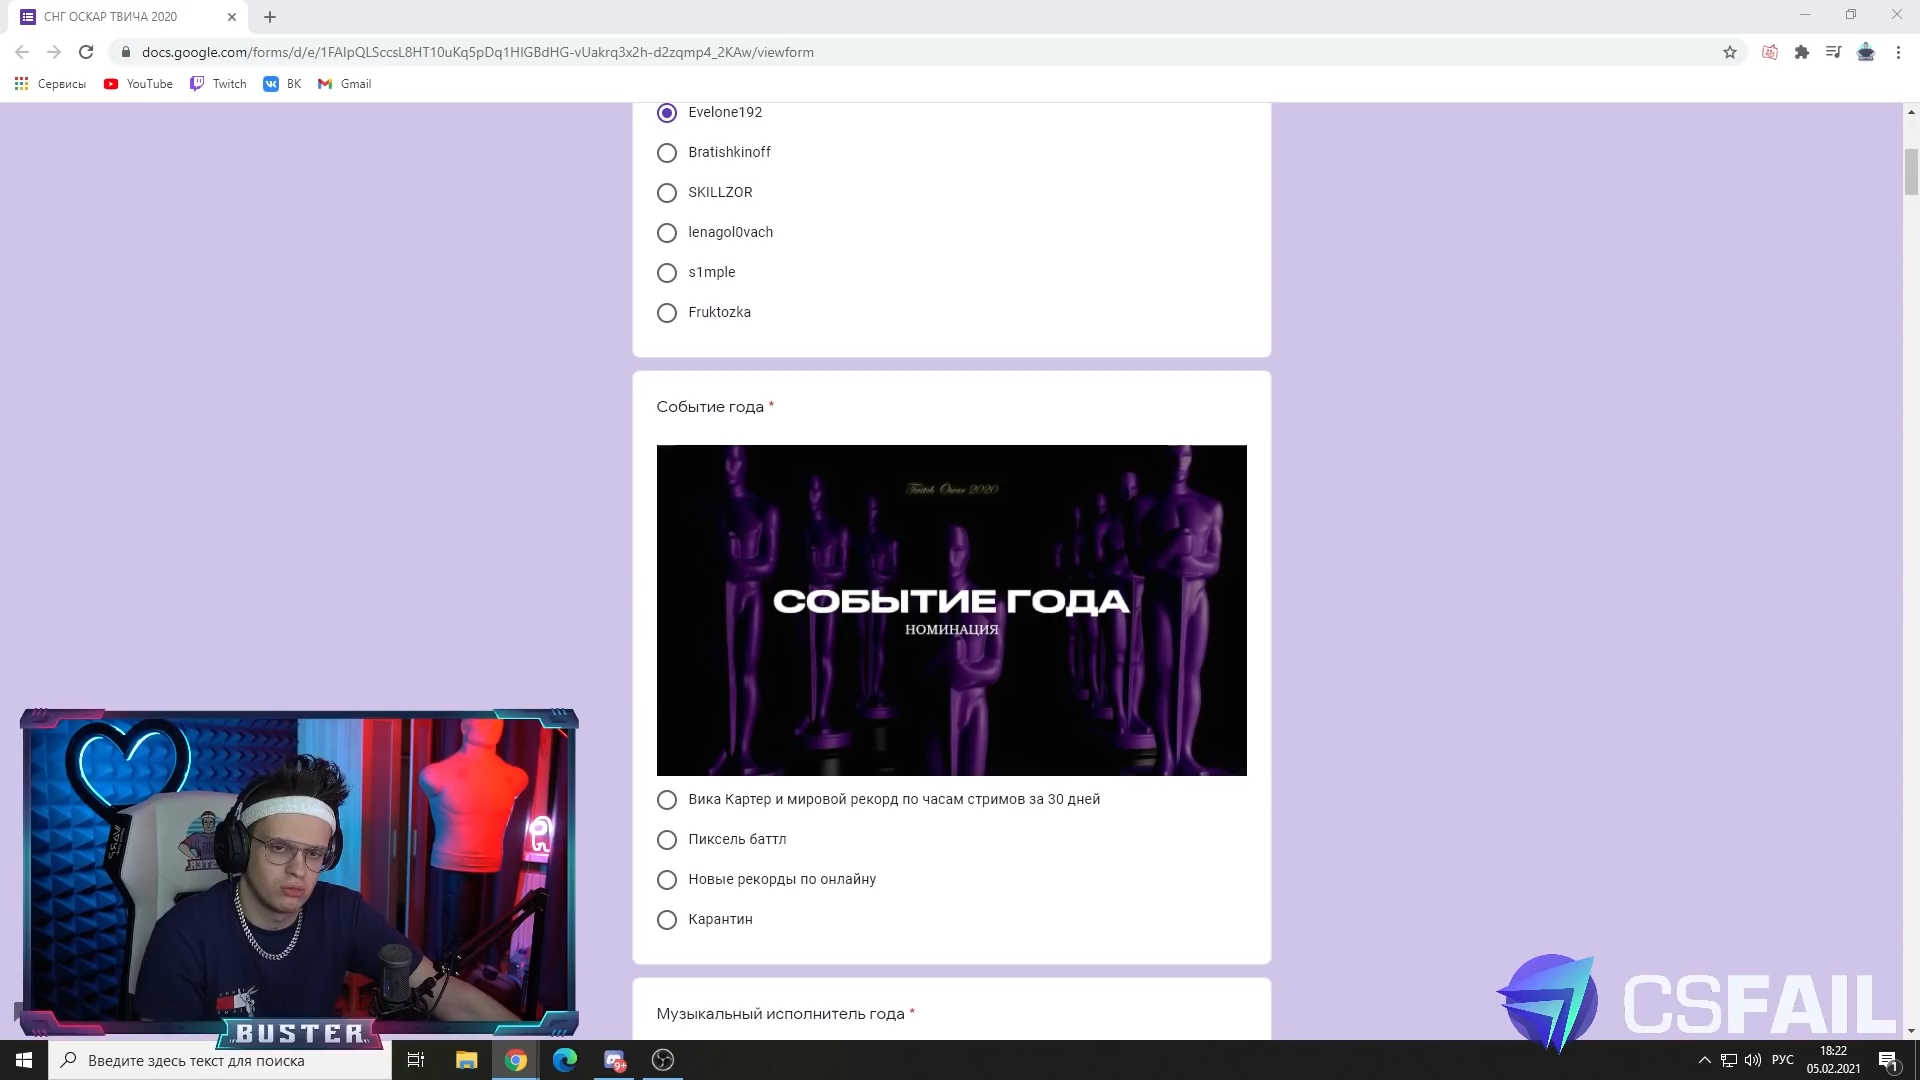 СНГ ОСКАР ТВИЧА 2020
docs.google.com/forms/d/e/1FAIpQLSccsL8HT10uKq5pDq1HIGBdHG-vUakrq3x2h-d2zqmp4_2KAw/viewform
Сервисы YouTube Twitch ВК Gmail
Evelone192
Bratishkinoff
SKILLZOR
lenagol0vach
s1mple
Fruktozka
Событие года *
Twitch Oscar 2020
СОБЫТИЕ ГОДА
НОМИНАЦИЯ
Вика Картер и мировой рекорд по часам стримов за 30 дней
Пиксель баттл
Новые рекорды по онлайну
Карантин
Музыкальный исполнитель года *
BUSTER
CSFAIL
Введите здесь текст для поиска
9+
РУС
18:22
05.02.2021
1